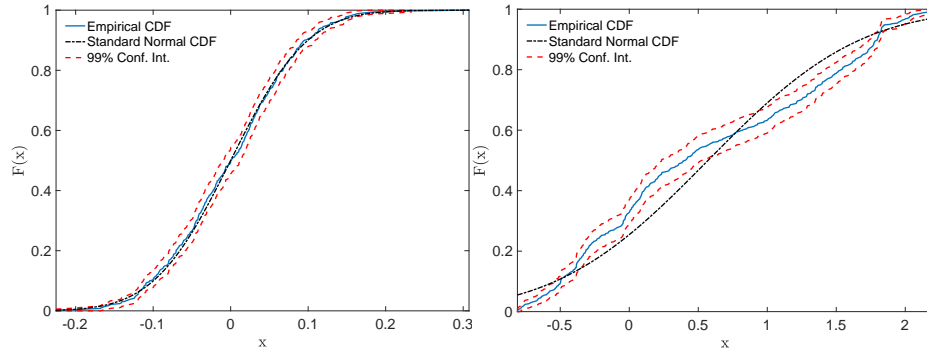 Empirical CDF
Standard Normal CDF
99% Conf. Int.
F(x)
1
0.8
0.6
0.4
0.2
0
-0.2 -0.1 0 0.1 0.2 0.3
x
Empirical CDF
Standard Normal CDF
99% Conf. Int.
F(x)
1
0.8
0.6
0.4
0.2
0
-0.5 0 0.5 1 1.5 2
x